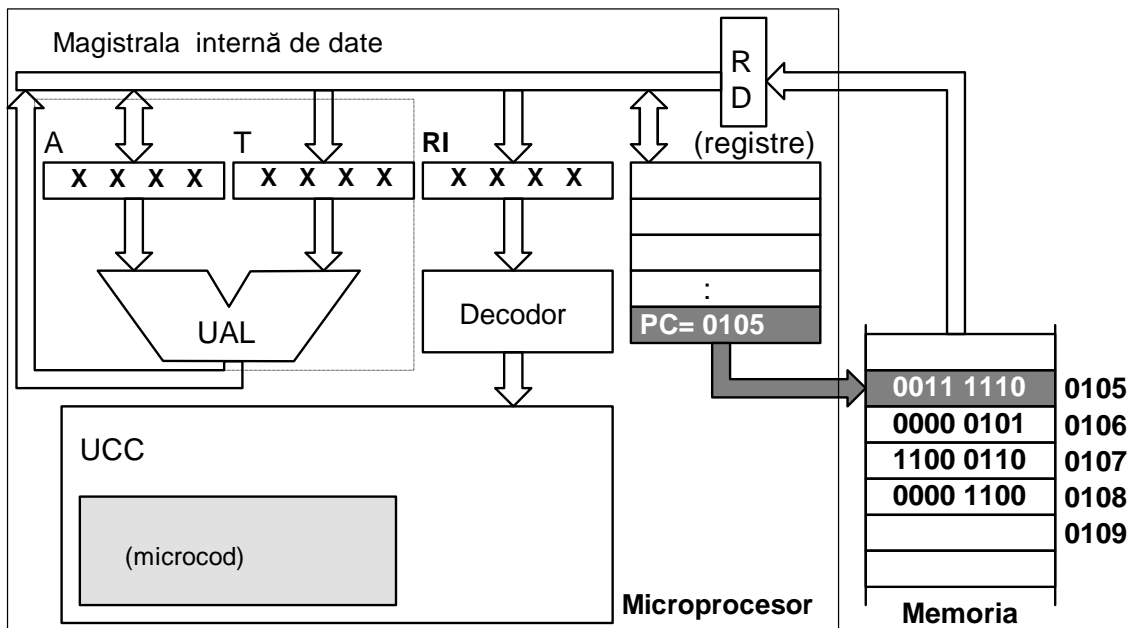 Magistrala internă de date
R
D
A
T
RI
(registre)
X X X X
X X X X
X X X X
UAL
Decodor
:
PC= 0105
0011 1110 0105
0000 0101 0106
1100 0110 0107
0000 1100 0108
0109
UCC
(microcod)
Microprocesor
Memoria